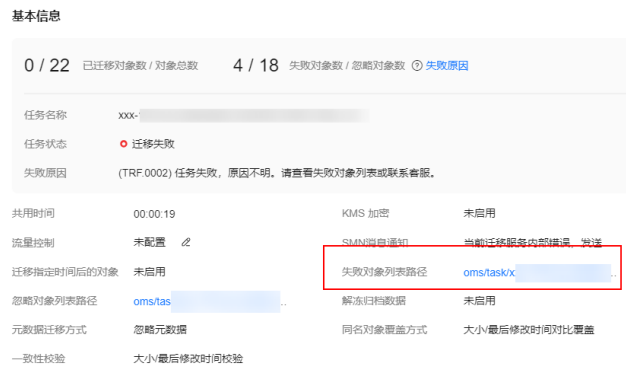 基本信息
0 / 22 已迁移对象数 / 对象总数 4 / 18 失败对象数 / 忽略对象数 ? 失败原因
任务名称 xxx-
任务状态 迁移失败
失败原因 (TRF.0002) 任务失败，原因不明。请查看失败对象列表或联系客服。
共用时间 00:00:19 KMS 加密 未启用
流量控制 未配置 SMN消息通知 当前迁移服务内部错误，发送
迁移指定时间后的对象 未启用 失败对象列表路径 oms/task/x ..
忽略对象列表路径 oms/tas .. 解冻归档数据 未启用
元数据迁移方式 忽略元数据 同名对象覆盖方式 大小/最后修改时间对比覆盖
一致性校验 大小/最后修改时间校验